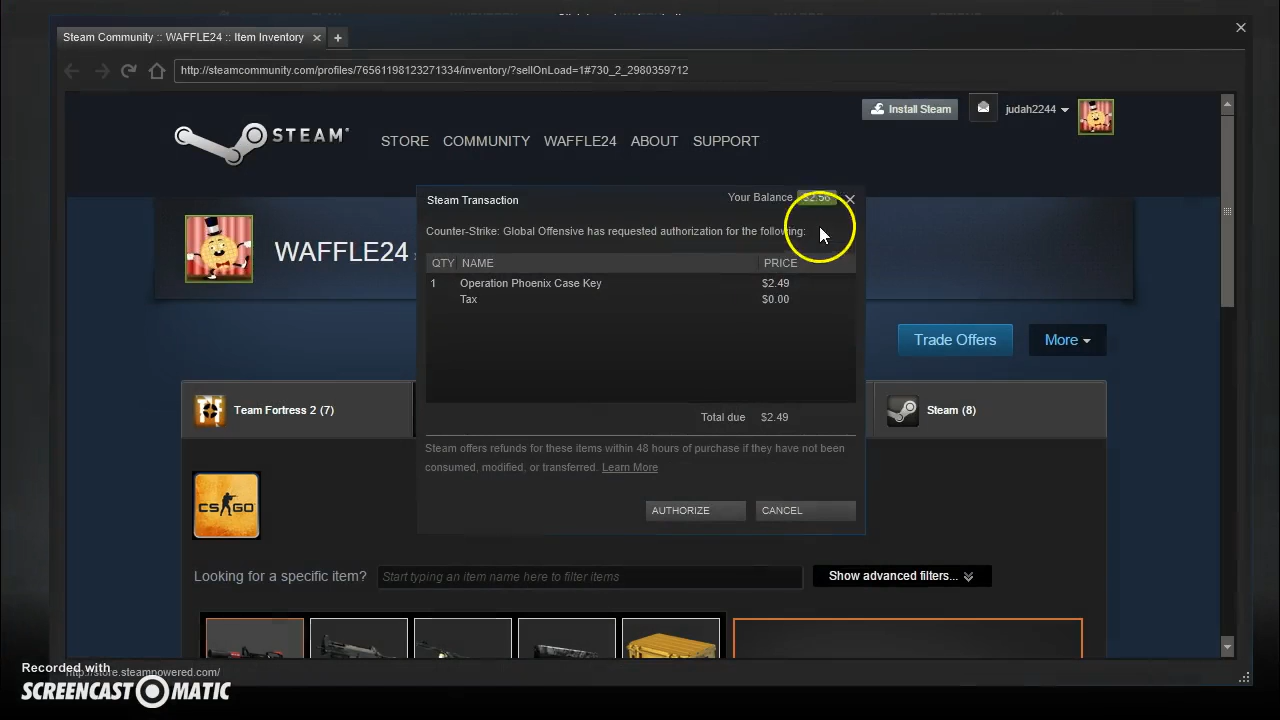 Steam Community :: WAFFLE24 :: Item Inventory
http://steamcommunity.com/profiles/76561198123271334/inventory/?sellOnLoad=1#730_2_2980359712
Install Steam
judah2244
STEAM
STORE COMMUNITY WAFFLE24 ABOUT SUPPORT
WAFFLE24
Steam Transaction
Your Balance $2.56
Counter-Strike: Global Offensive has requested authorization for the following:
QTY NAME PRICE
1 Operation Phoenix Case Key $2.49
Tax $0.00
Total due $2.49
Steam offers refunds for these items within 48 hours of purchase if they have not been
consumed, modified, or transferred. Learn More
AUTHORIZE CANCEL
Trade Offers More
Team Fortress 2 (7)
Steam (8)
CS GO
Looking for a specific item? Start typing an item name here to filter items Show advanced filters...
Recorded with
http://store.steampowered.com/
SCREENCAST MATIC